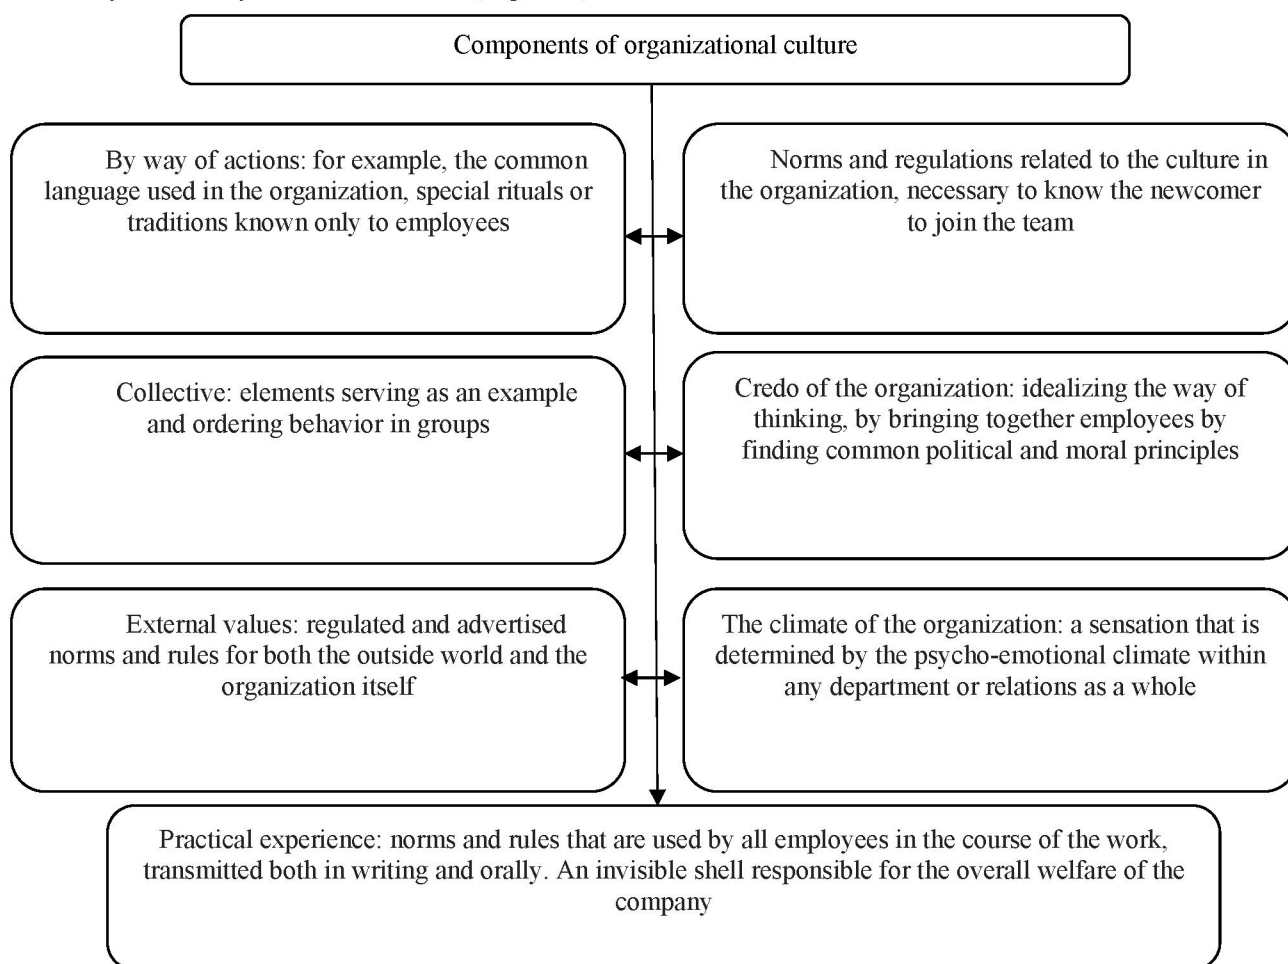 Components of organizational culture
By way of actions: for example, the common
language used in the organization, special rituals or
traditions known only to employees
Norms and regulations related to the culture in
the organization, necessary to know the newcomer
to join the team
Collective: elements serving as an example
and ordering behavior in groups
Credo of the organization: idealizing the way of
thinking, by bringing together employees by
finding common political and moral principles
External values: regulated and advertised
norms and rules for both the outside world and the
organization itself
The climate of the organization: a sensation that is
determined by the psycho-emotional climate within
any department or relations as a whole
Practical experience: norms and rules that are used by all employees in the course of the work,
transmitted both in writing and orally. An invisible shell responsible for the overall welfare of the
company